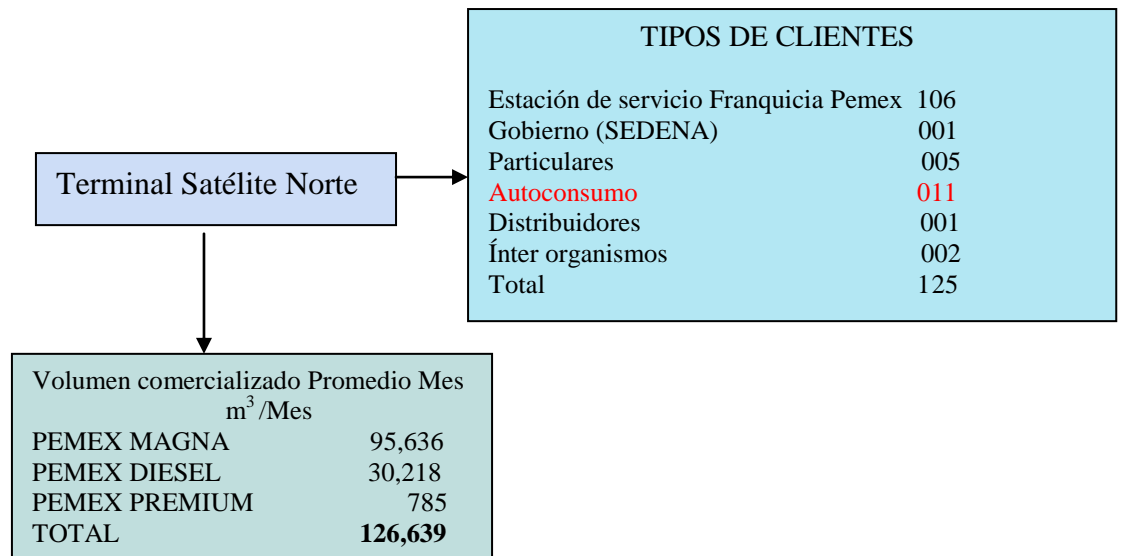 TIPOS DE CLIENTES
Estación de servicio Franquicia Pemex 106
Gobierno (SEDENA) 001
Particulares 005
Autoconsumo 011
Distribuidores 001
Ínter organismos 002
Total 125
Terminal Satélite Norte
Volumen comercializado Promedio Mes
m³/Mes
PEMEX MAGNA 95,636
PEMEX DIESEL 30,218
PEMEX PREMIUM 785
TOTAL 126,639